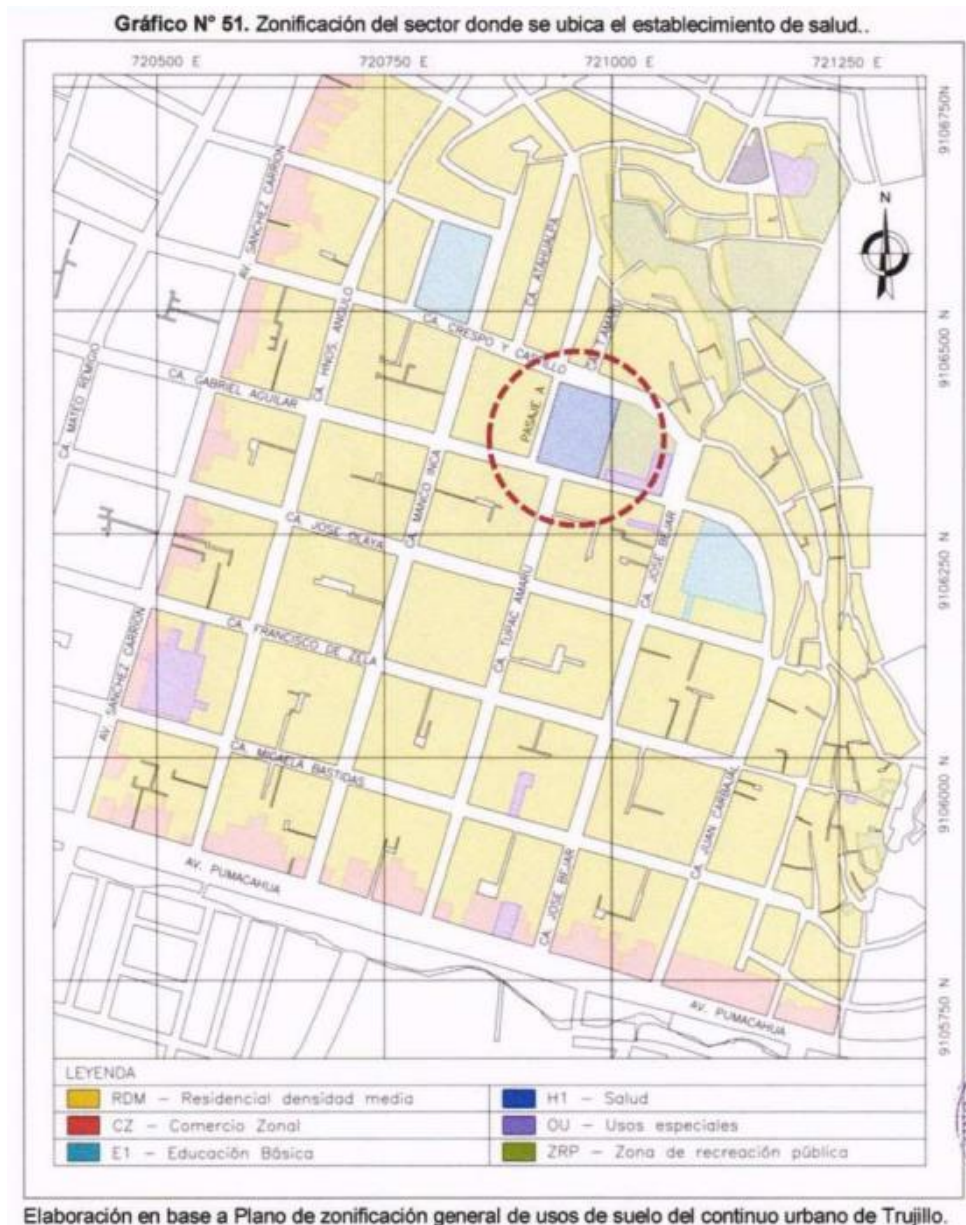 Gráfico N° 51. Zonificación del sector donde se ubica el establecimiento de salud..
720500 E
720750 E
721000 E
721250 E
9106750N
9106500 N
9106250 N
9106000 N
9105750 N
N
AV. SANCHEZ CARRION
CA. ATAHUALPA
CA. HNOS. ANGULO
CA. CRESPO Y CASTILLO
CA. MATEO REMIGIO
CA. GABRIEL AGUILAR
PASAJE A
CA. MANCO INCA
CA. JOSE OLAYA
CA. JOSE BEJAR
CA. TUPAC AMARU
CA. FRANCISCO DE ZELA
AV. SANCHEZ CARRION
CA. MICAELA BASTIDAS
CA. JUAN CARBAJAL
AV. PUMACAHUA
CA. JOSE BEJAR
AV. PUMACAHUA
LEYENDA
RDM – Residencial densidad media
H1 – Salud
CZ – Comercio Zonal
OU – Usos especiales
E1 – Educación Básica
ZRP – Zona de recreación pública
Elaboración en base a Plano de zonificación general de usos de suelo del continuo urbano de Trujillo.